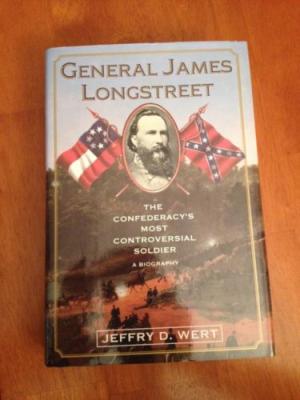 GENERAL JAMES
LONGSTREET
THE
CONFEDERACY'S
MOST
CONTROVERSIAL
SOLDIER
A BIOGRAPHY
JEFFRY D. WERT